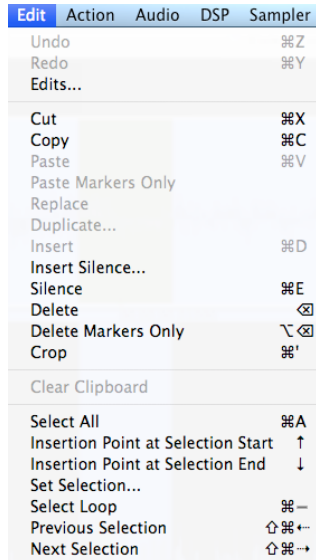 Edit Action Audio DSP Sampler
Undo ⌘Z
Redo ⌘Y
Edits...
Cut ⌘X
Copy ⌘C
Paste ⌘V
Paste Markers Only
Replace
Duplicate...
Insert ⌘D
Insert Silence...
Silence ⌘E
Delete ⌫
Delete Markers Only ⌥⌫
Crop ⌘'
Clear Clipboard
Select All ⌘A
Insertion Point at Selection Start ↑
Insertion Point at Selection End ↓
Set Selection...
Select Loop ⌘—
Previous Selection ⇧⌘⇠
Next Selection ⇧⌘⇢